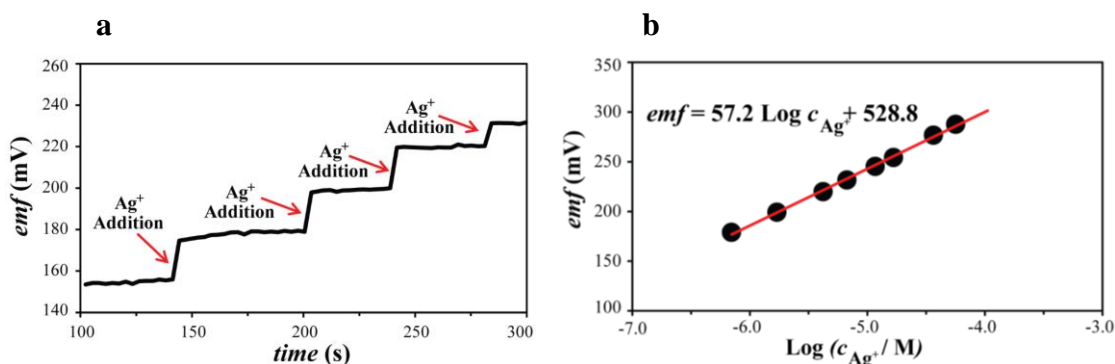 a
b
260
240
220
200
180
160
140
emf (mV)
Ag+
Addition
Ag+
Addition
Ag+
Addition
Ag+
Addition
100
150
200
250
300
time (s)
350
300
250
200
150
100
emf (mV)
emf = 57.2 Log c Ag+ + 528.8
-7.0
-6.0
-5.0
-4.0
-3.0
Log (cAg+ / M)